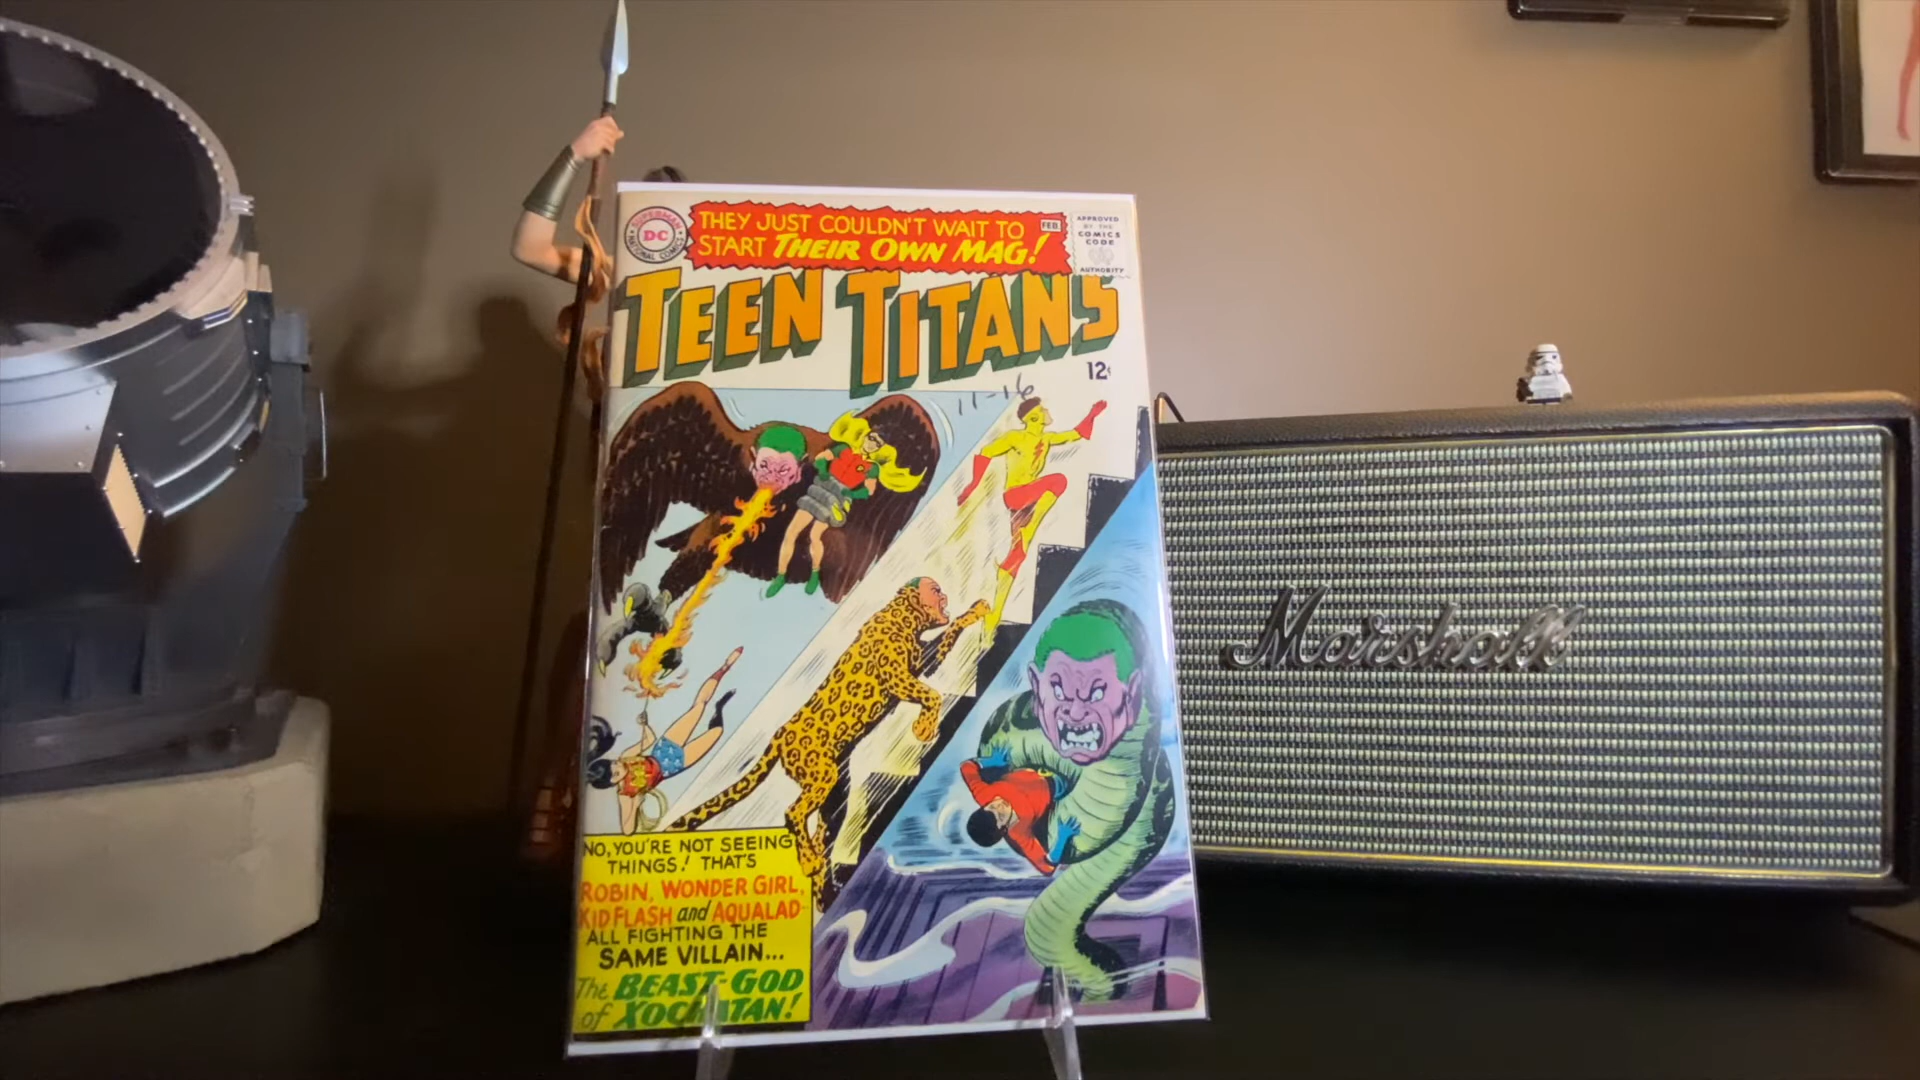 SUPERMAN
DC
NATIONAL COMICS
THEY JUST COULDN'T WAIT TO
START THEIR OWN MAG!
FEB.
APPROVED
BY THE
COMICS
CODE
AUTHORITY
TEEN TITANS
12¢
11-16
NO, YOU'RE NOT SEEING
THINGS! THAT'S
ROBIN, WONDER GIRL,
KID FLASH and AQUALAD-
ALL FIGHTING THE
SAME VILLAIN...
The BEAST-GOD
of XOCHATAN!
Marshall